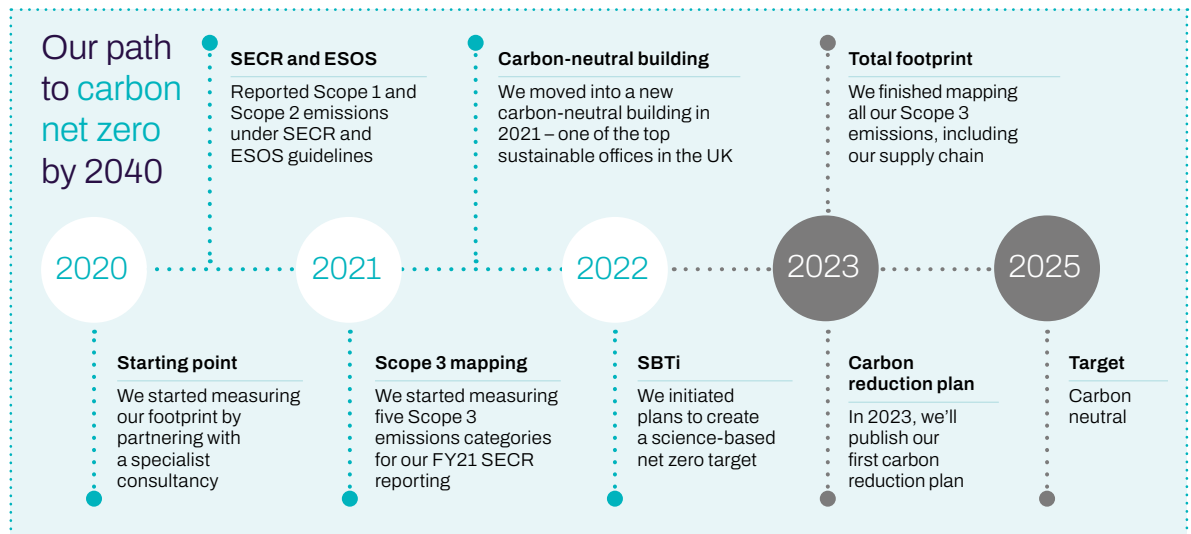 Our path
to carbon
net zero
by 2040
SECR and ESOS
Reported Scope 1 and
Scope 2 emissions
under SECR and
ESOS guidelines
Carbon-neutral building
We moved into a new
carbon-neutral building in
2021 – one of the top
sustainable offices in the UK
Total footprint
We finished mapping
all our Scope 3
emissions, including
our supply chain
2020
2021
2022
2023
2025
Starting point
We started measuring
our footprint by
partnering with
a specialist
consultancy
Scope 3 mapping
We started measuring
five Scope 3
emissions categories
for our FY21 SECR
reporting
SBTi
We initiated
plans to create
a science-based
net zero target
Carbon
reduction plan
In 2023, we’ll
publish our
first carbon
reduction plan
Target
Carbon
neutral